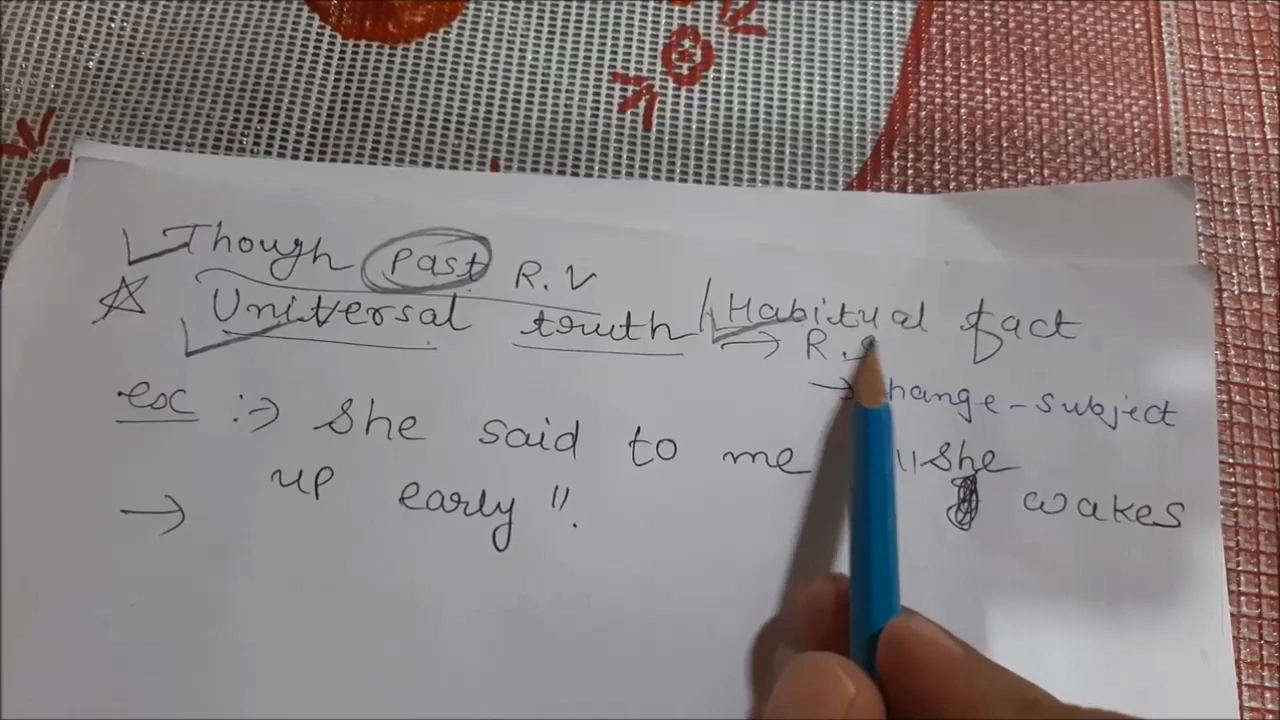 Though Past R.V
Universal truth / Habitual fact
→ R.S
→ change - subject
ex :→ She said to me "She
wakes
up early".
→